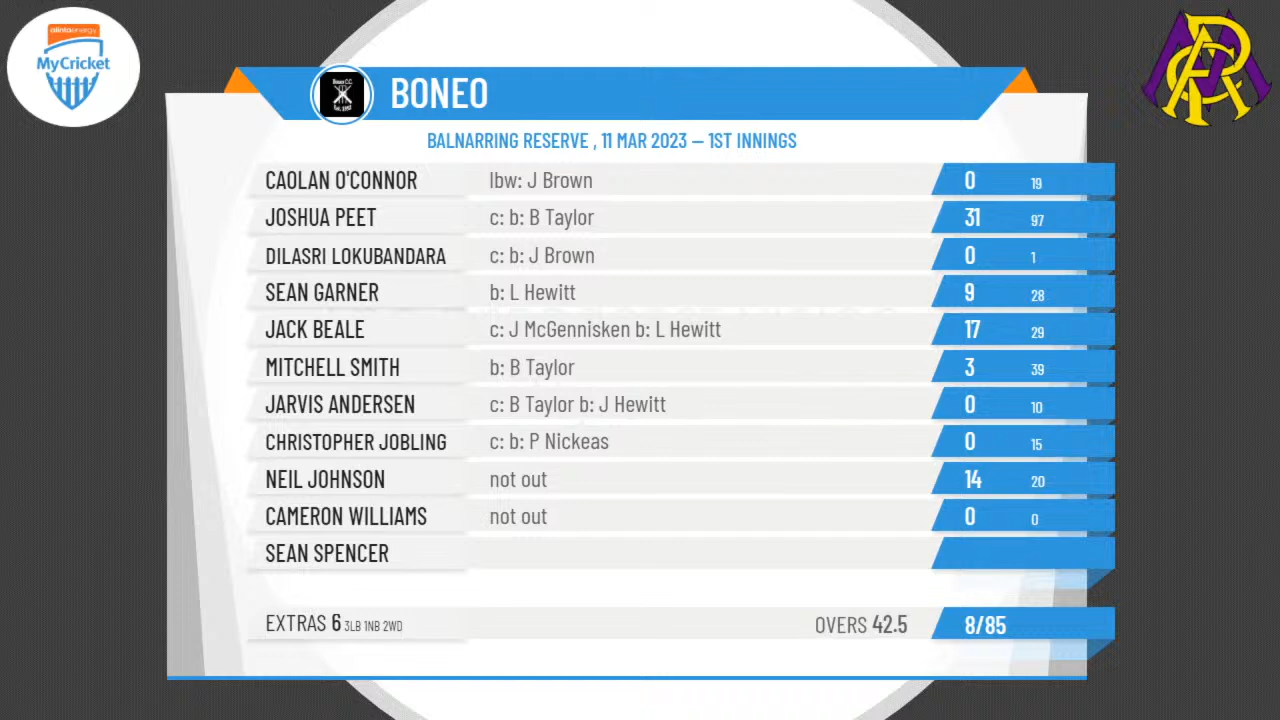 alintaenergy
MyCricket
BONEO
BALNARRING RESERVE , 11 MAR 2023 – 1ST INNINGS
CAOLAN O'CONNOR lbw: J Brown 0 19
JOSHUA PEET c: b: B Taylor 31 97
DILASRI LOKUBANDARA c: b: J Brown 0 1
SEAN GARNER b: L Hewitt 9 28
JACK BEALE c: J McGennisken b: L Hewitt 17 29
MITCHELL SMITH b: B Taylor 3 39
JARVIS ANDERSEN c: B Taylor b: J Hewitt 0 10
CHRISTOPHER JOBLING c: b: P Nickeas 0 15
NEIL JOHNSON not out 14 20
CAMERON WILLIAMS not out 0 0
SEAN SPENCER
EXTRAS 6 3LB 1NB 2WD OVERS 42.5 8/85